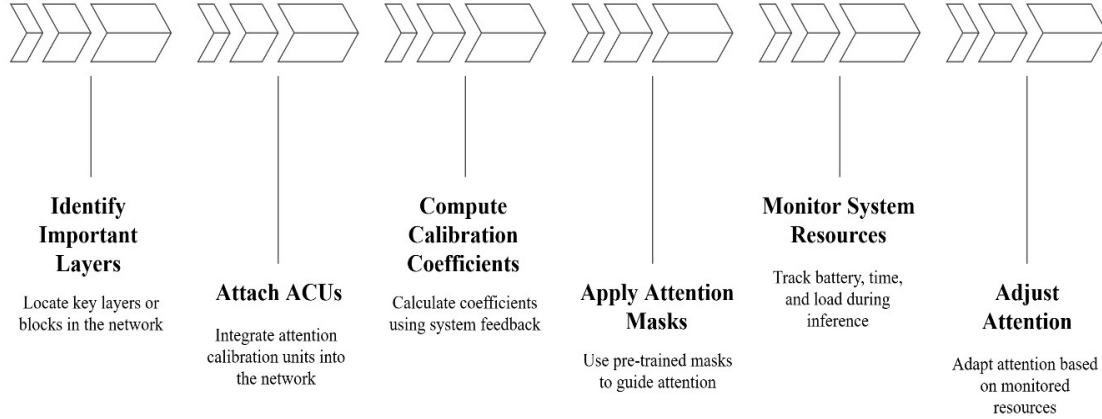 Identify
Important
Layers
Locate key layers or
blocks in the network
Attach ACUs
Integrate attention
calibration units into
the network
Compute
Calibration
Coefficients
Calculate coefficients
using system feedback
Apply Attention
Masks
Use pre-trained masks
to guide attention
Monitor System
Resources
Track battery, time,
and load during
inference
Adjust
Attention
Adapt attention based
on monitored
resources